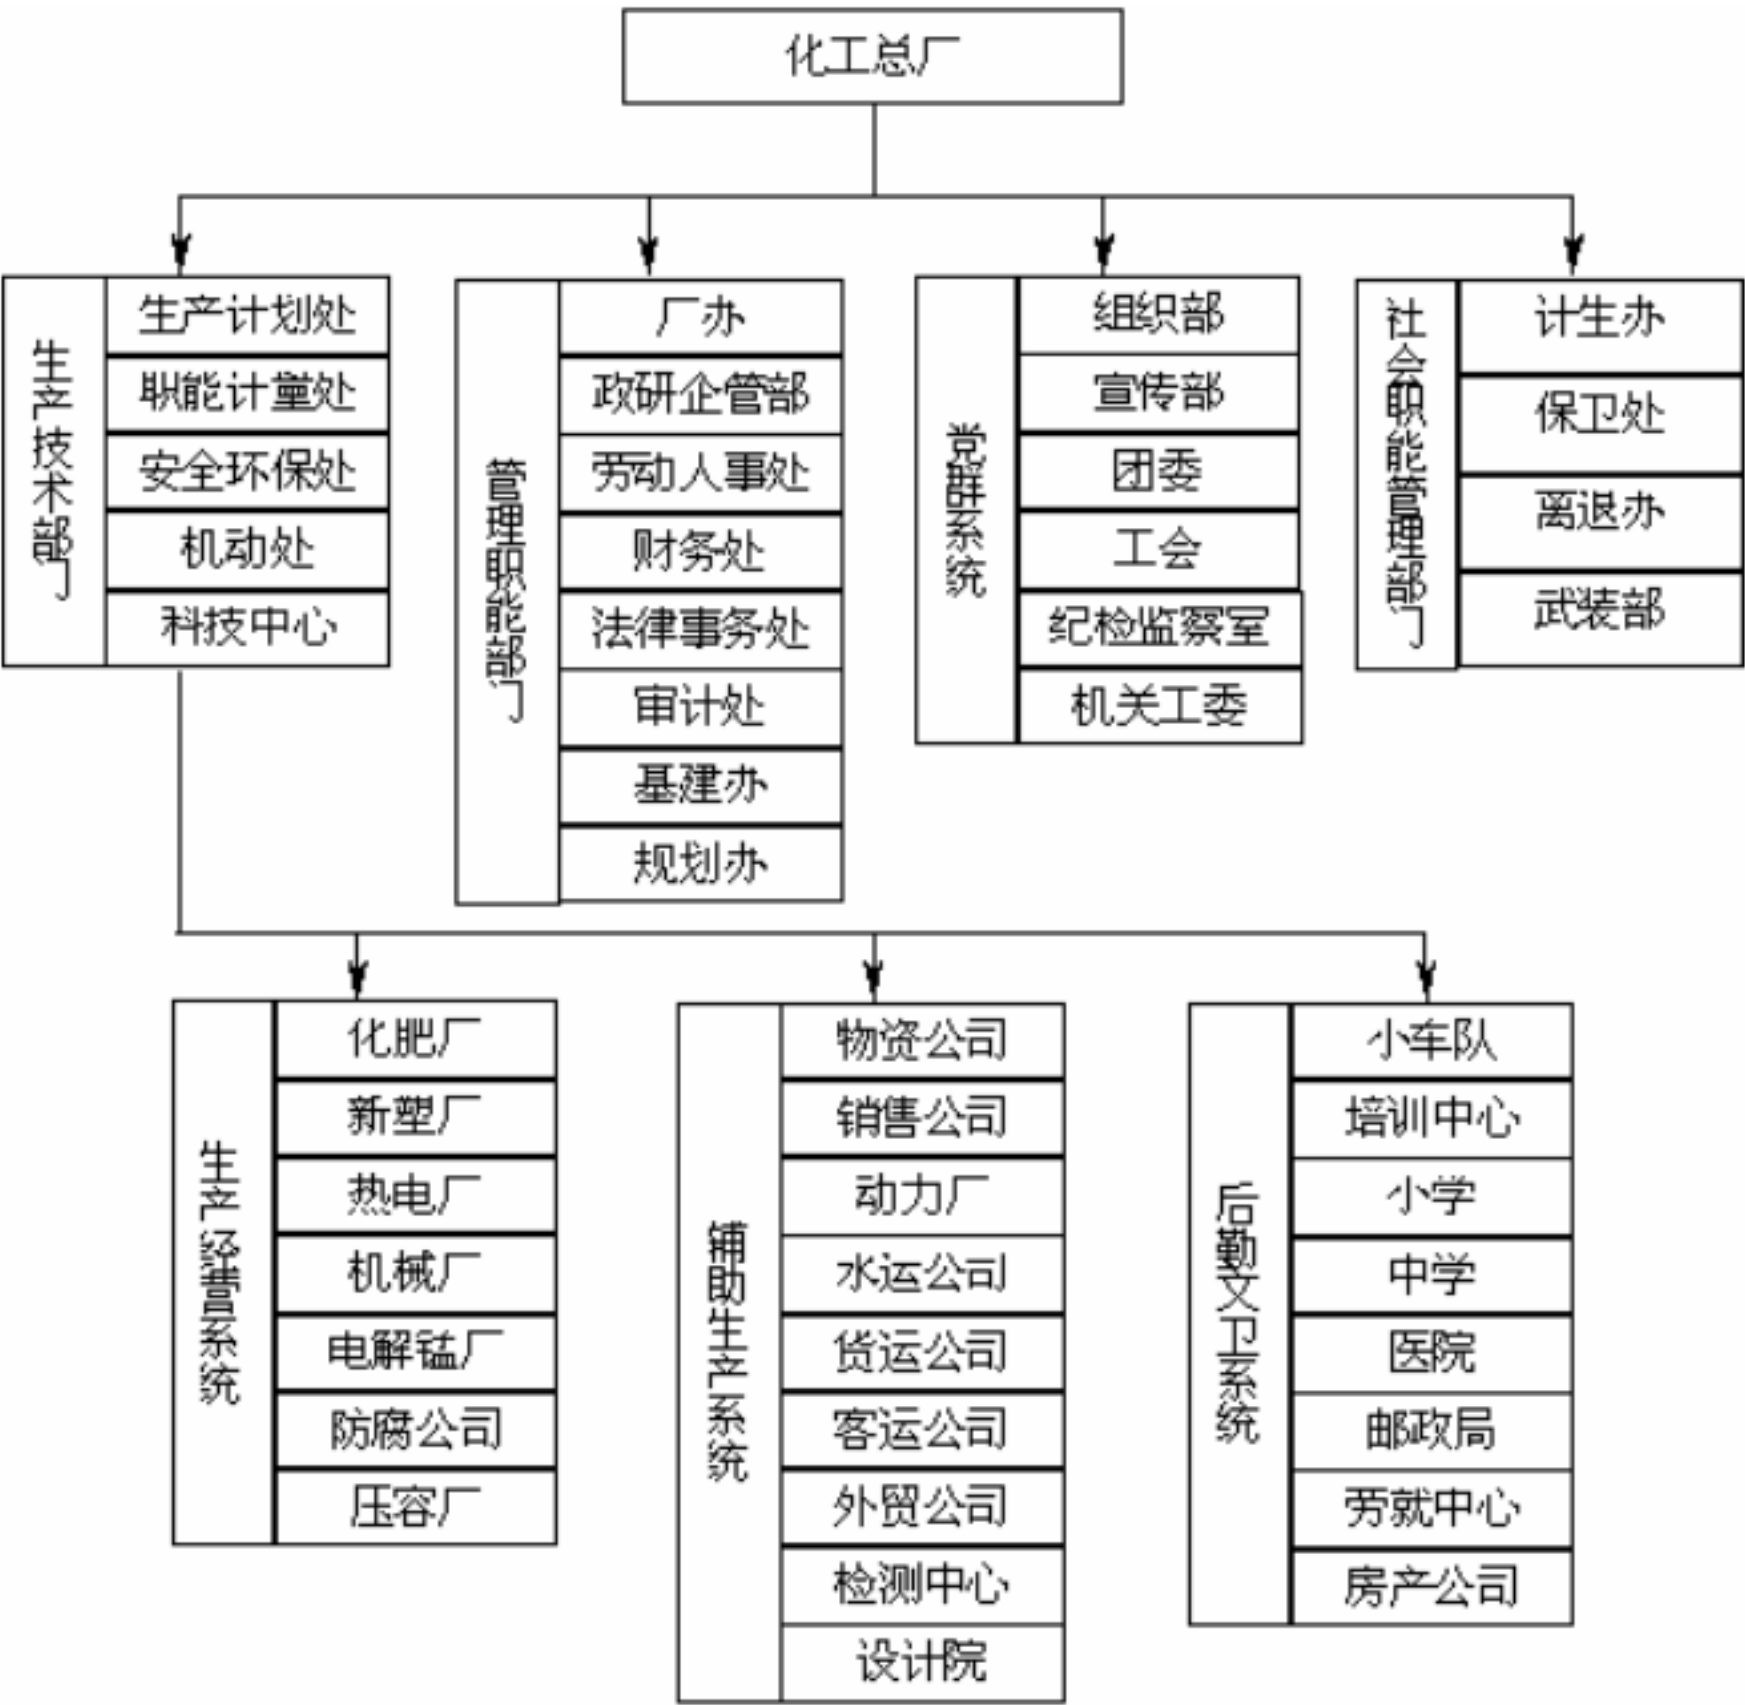 化工总厂
生产技术部门
生产计划处
职能计量处
安全环保处
机动处
科技中心
管理职能部门
厂办
政研企管部
劳动人事处
财务处
法律事务处
审计处
基建办
规划办
党群系统
组织部
宣传部
团委
工会
纪检监察室
机关工委
社会职能管理部门
计生办
保卫处
离退办
武装部
生产经营系统
化肥厂
新塑厂
热电厂
机械厂
电解锰厂
防腐公司
压容厂
辅助生产系统
物资公司
销售公司
动力厂
水运公司
货运公司
客运公司
外贸公司
检测中心
设计院
后勤文卫系统
小车队
培训中心
小学
中学
医院
邮政局
劳就中心
房产公司